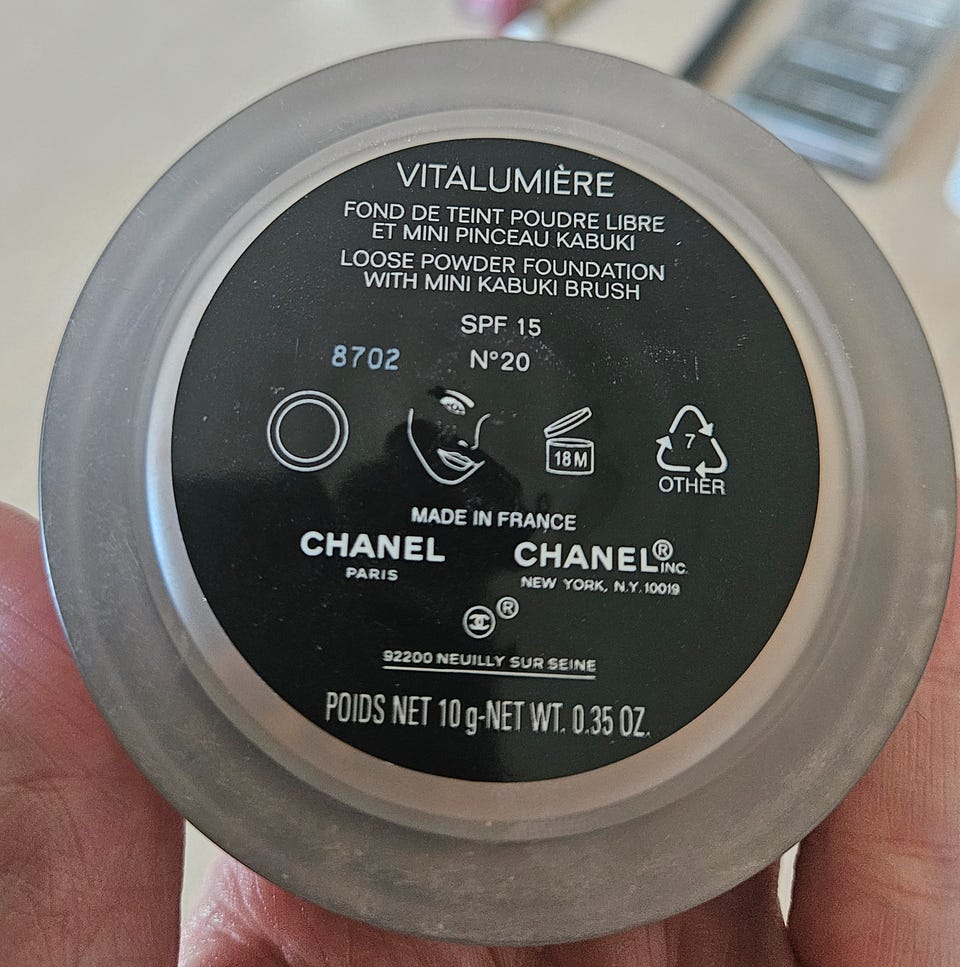 VITALUMIÈRE
FOND DE TEINT POUDRE LIBRE
ET MINI PINCEAU KABUKI
LOOSE POWDER FOUNDATION
WITH MINI KABUKI BRUSH
SPF 15
8702 N°20
18M
7
OTHER
MADE IN FRANCE
CHANEL CHANEL® INC.
PARIS NEW YORK, N.Y. 10019
®
92200 NEUILLY SUR SEINE
POIDS NET 10 g-NET WT. 0.35 OZ.